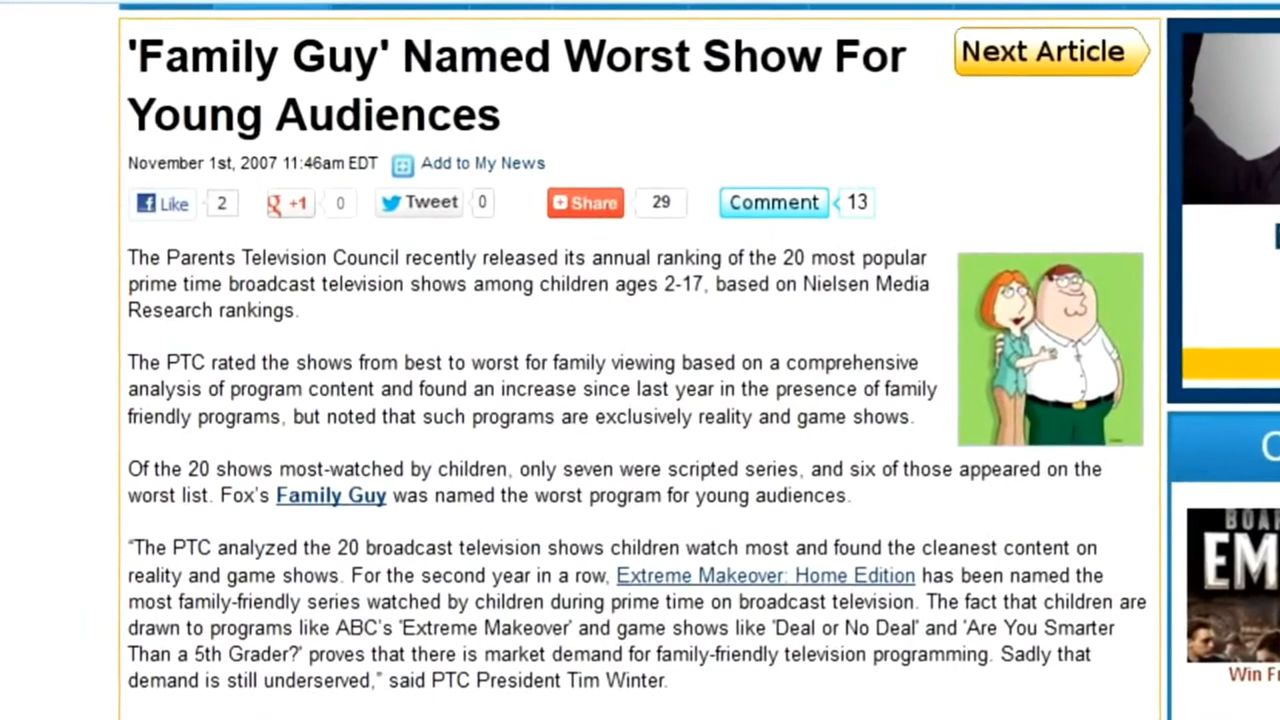 'Family Guy' Named Worst Show For
Next Article
Young Audiences
November 1st, 2007 11:46am EDT Add to My News
Like 2 +1 0 Tweet 0 Share 29 Comment 13
The Parents Television Council recently released its annual ranking of the 20 most popular
prime time broadcast television shows among children ages 2-17, based on Nielsen Media
Research rankings.
The PTC rated the shows from best to worst for family viewing based on a comprehensive
analysis of program content and found an increase since last year in the presence of family
friendly programs, but noted that such programs are exclusively reality and game shows.
Of the 20 shows most-watched by children, only seven were scripted series, and six of those appeared on the
worst list. Fox's Family Guy was named the worst program for young audiences.
"The PTC analyzed the 20 broadcast television shows children watch most and found the cleanest content on
reality and game shows. For the second year in a row, Extreme Makeover: Home Edition has been named the
most family-friendly series watched by children during prime time on broadcast television. The fact that children are
drawn to programs like ABC's 'Extreme Makeover' and game shows like 'Deal or No Deal' and 'Are You Smarter
Than a 5th Grader?' proves that there is market demand for family-friendly television programming. Sadly that
demand is still underserved," said PTC President Tim Winter.
BOA
EM
Win F